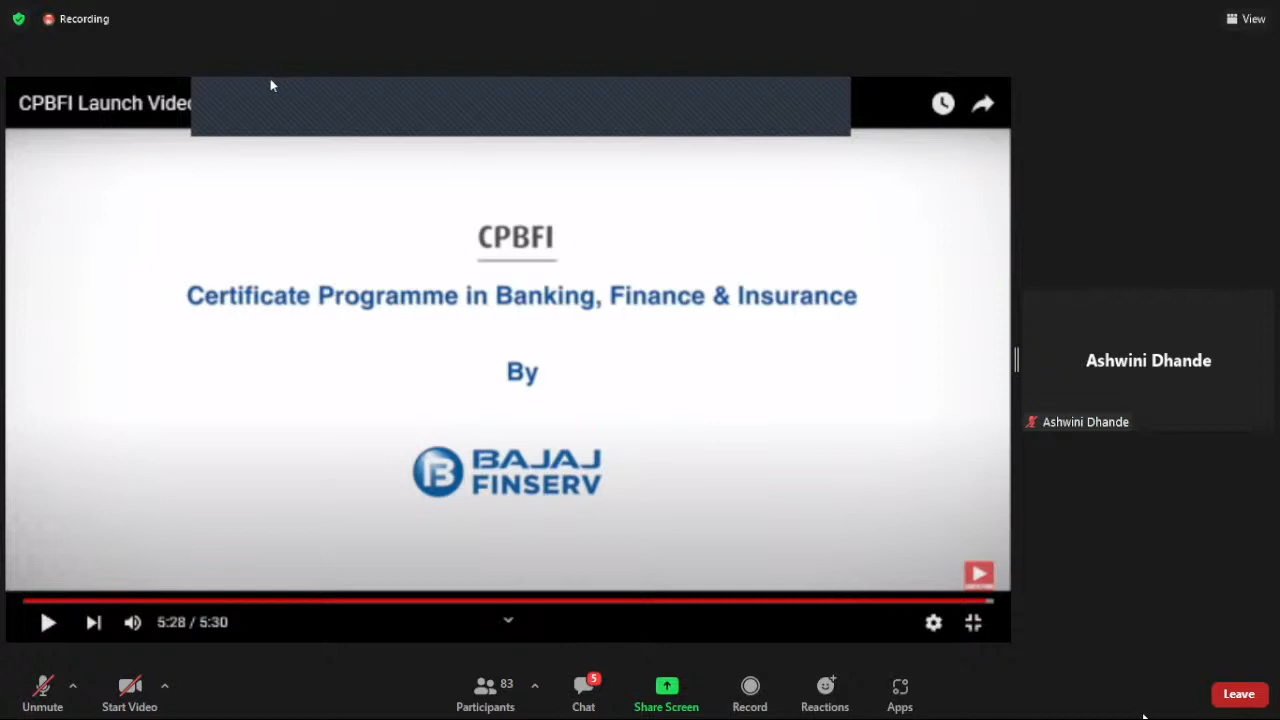 Recording
View
CPBFI Launch Video
CPBFI
Certificate Programme in Banking, Finance & Insurance
By
BAJAJ
FINSERV
Ashwini Dhande
Ashwini Dhande
5:28 / 5:30
Unmute
Start Video
83
Participants
5
Chat
Share Screen
Record
Reactions
Apps
Leave